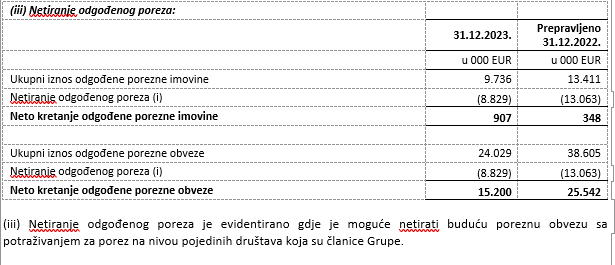 (iii) Netiranje odgođenog poreza:
31.12.2023. Prepravljeno 31.12.2022.
u 000 EUR u 000 EUR
Ukupni iznos odgođene porezne imovine 9.736 13.411
Netiranje odgođenog poreza (i) (8.829) (13.063)
Neto kretanje odgođene porezne imovine 907 348
Ukupni iznos odgođene porezne obveze 24.029 38.605
Netiranje odgođenog poreza (i) (8.829) (13.063)
Neto kretanje odgođene porezne obveze 15.200 25.542
(iii) Netiranje odgođenog poreza je evidentirano gdje je moguće netirati buduću poreznu obvezu sa
potraživanjem za porez na nivou pojedinih društava koja su članice Grupe.